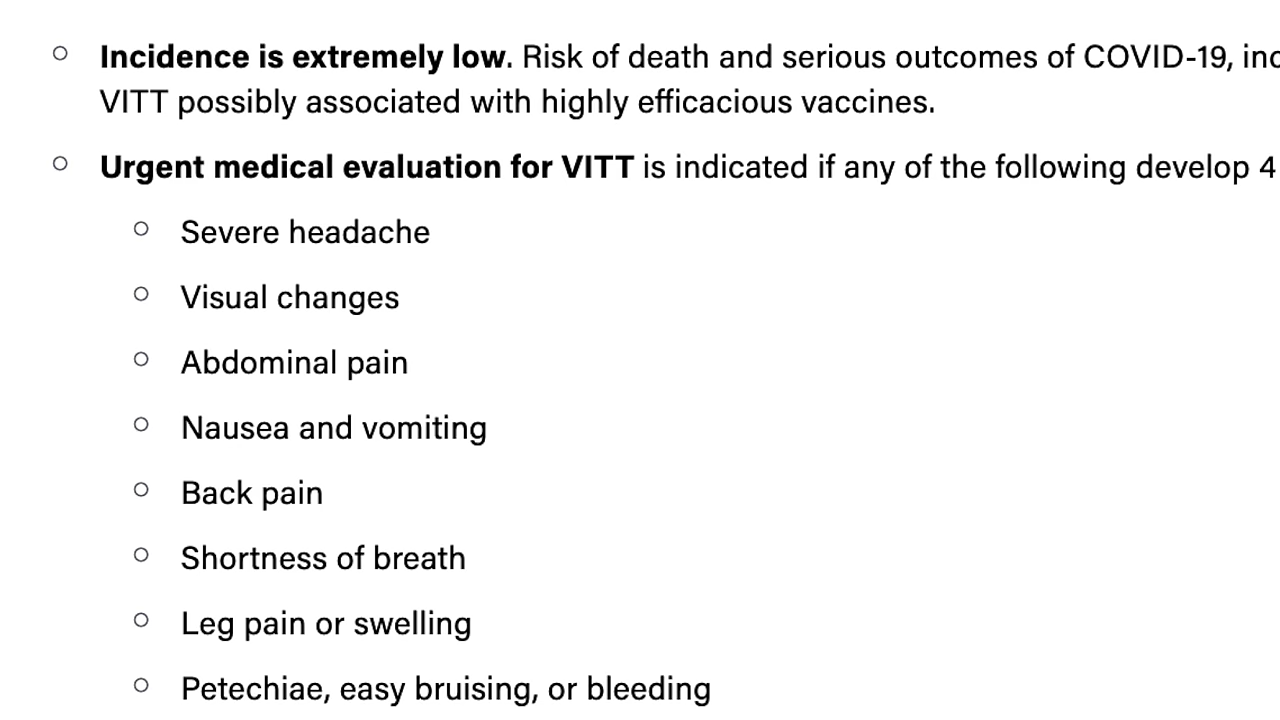 Incidence is extremely low. Risk of death and serious outcomes of COVID-19, inc
VITT possibly associated with highly efficacious vaccines.
Urgent medical evaluation for VITT is indicated if any of the following develop 4
Severe headache
Visual changes
Abdominal pain
Nausea and vomiting
Back pain
Shortness of breath
Leg pain or swelling
Petechiae, easy bruising, or bleeding